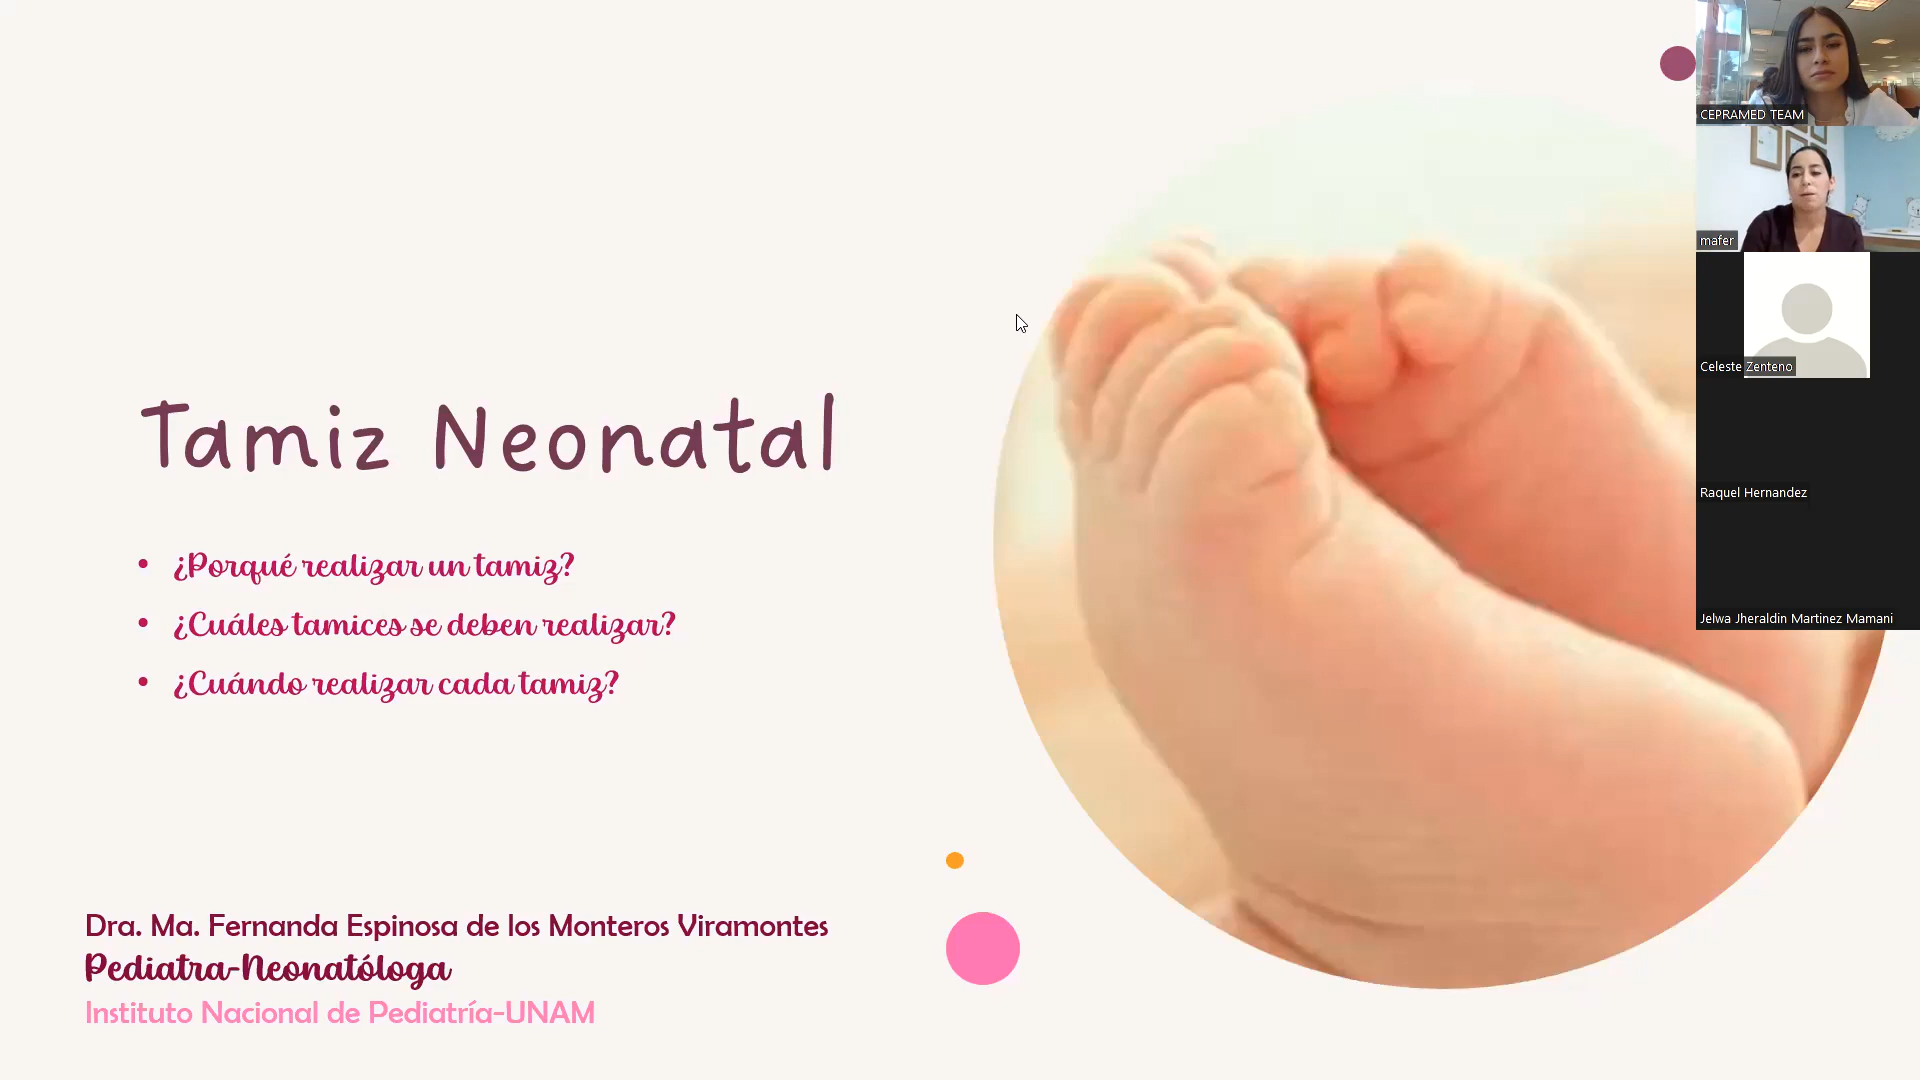 Tamiz Neonatal
• ¿Porqué realizar un tamiz?
• ¿Cuáles tamices se deben realizar?
• ¿Cuándo realizar cada tamiz?
Dra. Ma. Fernanda Espinosa de los Monteros Viramontes
Pediatra-Neonatóloga
Instituto Nacional de Pediatría-UNAM
CEPRAMED TEAM
mafer
Celeste Zenteno
Raquel Hernandez
Jelwa Jheraldin Martinez Mamani